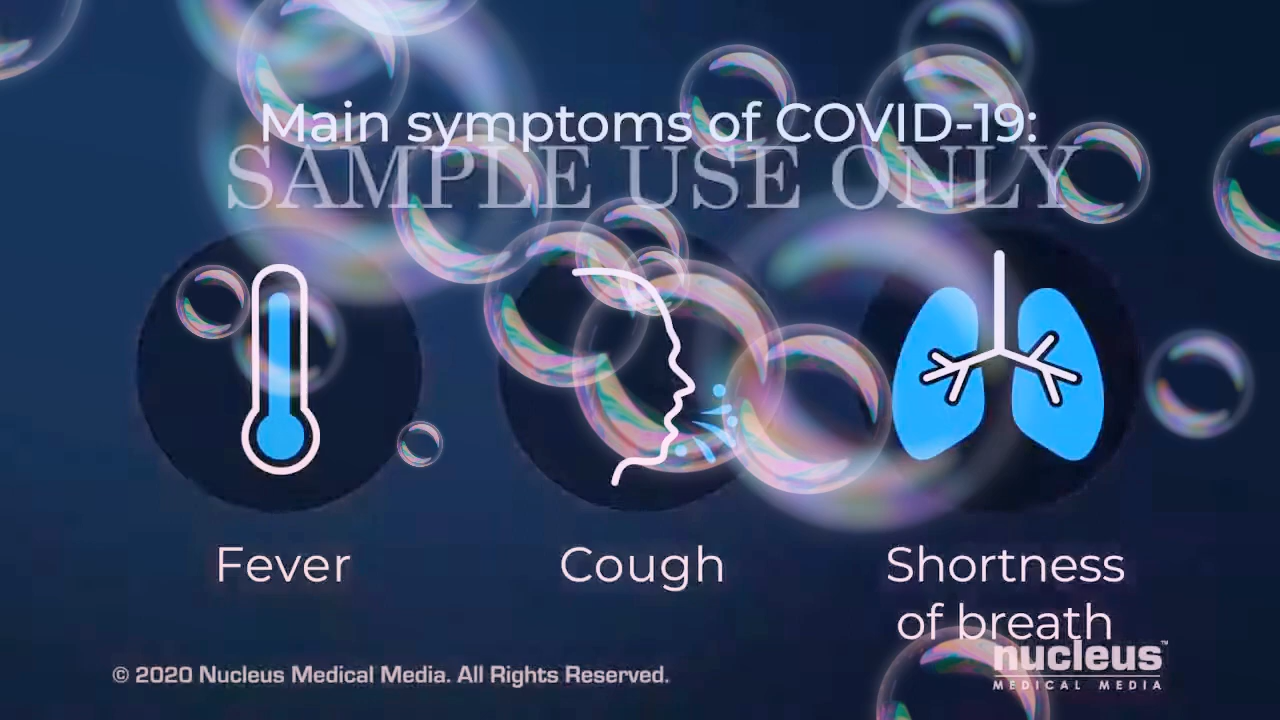 Main symptoms of COVID-19:
SAMPLE USE ONLY
Fever
Cough
Shortness
of breath
© 2020 Nucleus Medical Media. All Rights Reserved.
nucleus™
MEDICAL MEDIA